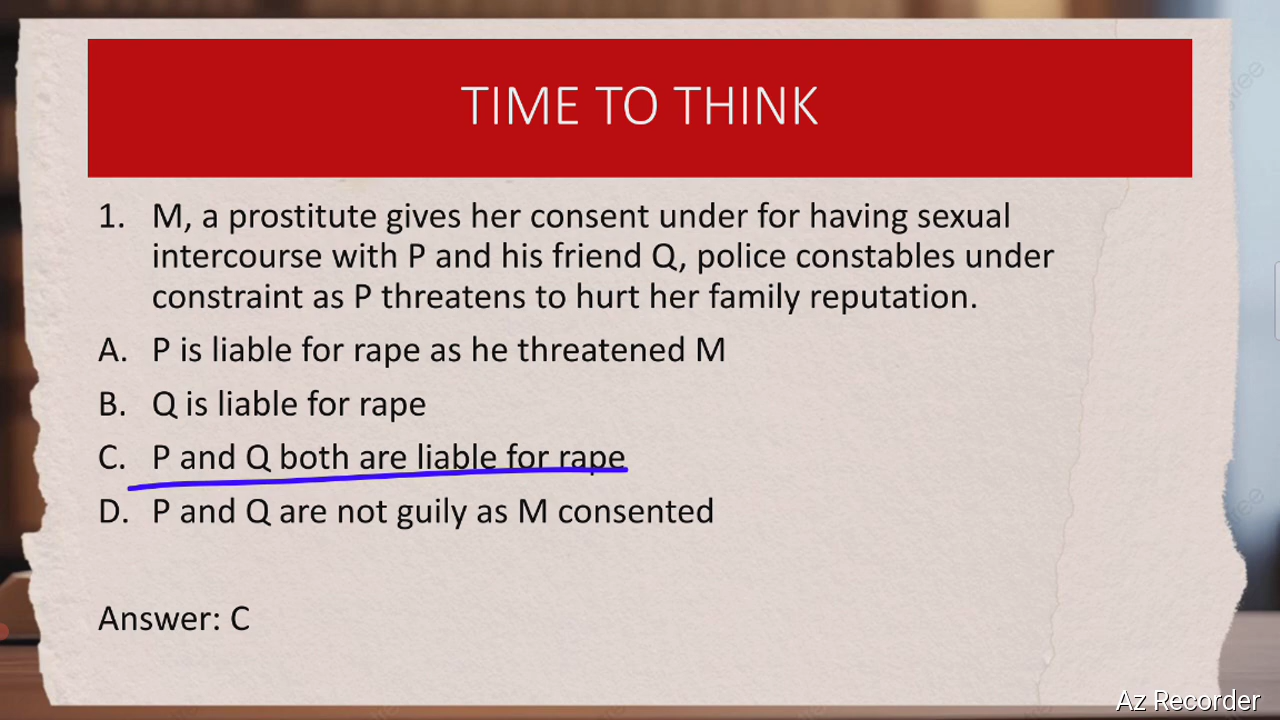 TIME TO THINK
1. M, a prostitute gives her consent under for having sexual
intercourse with P and his friend Q, police constables under
constraint as P threatens to hurt her family reputation.
A. P is liable for rape as he threatened M
B. Q is liable for rape
C. P and Q both are liable for rape
D. P and Q are not guily as M consented
Answer: C
Az Recorder